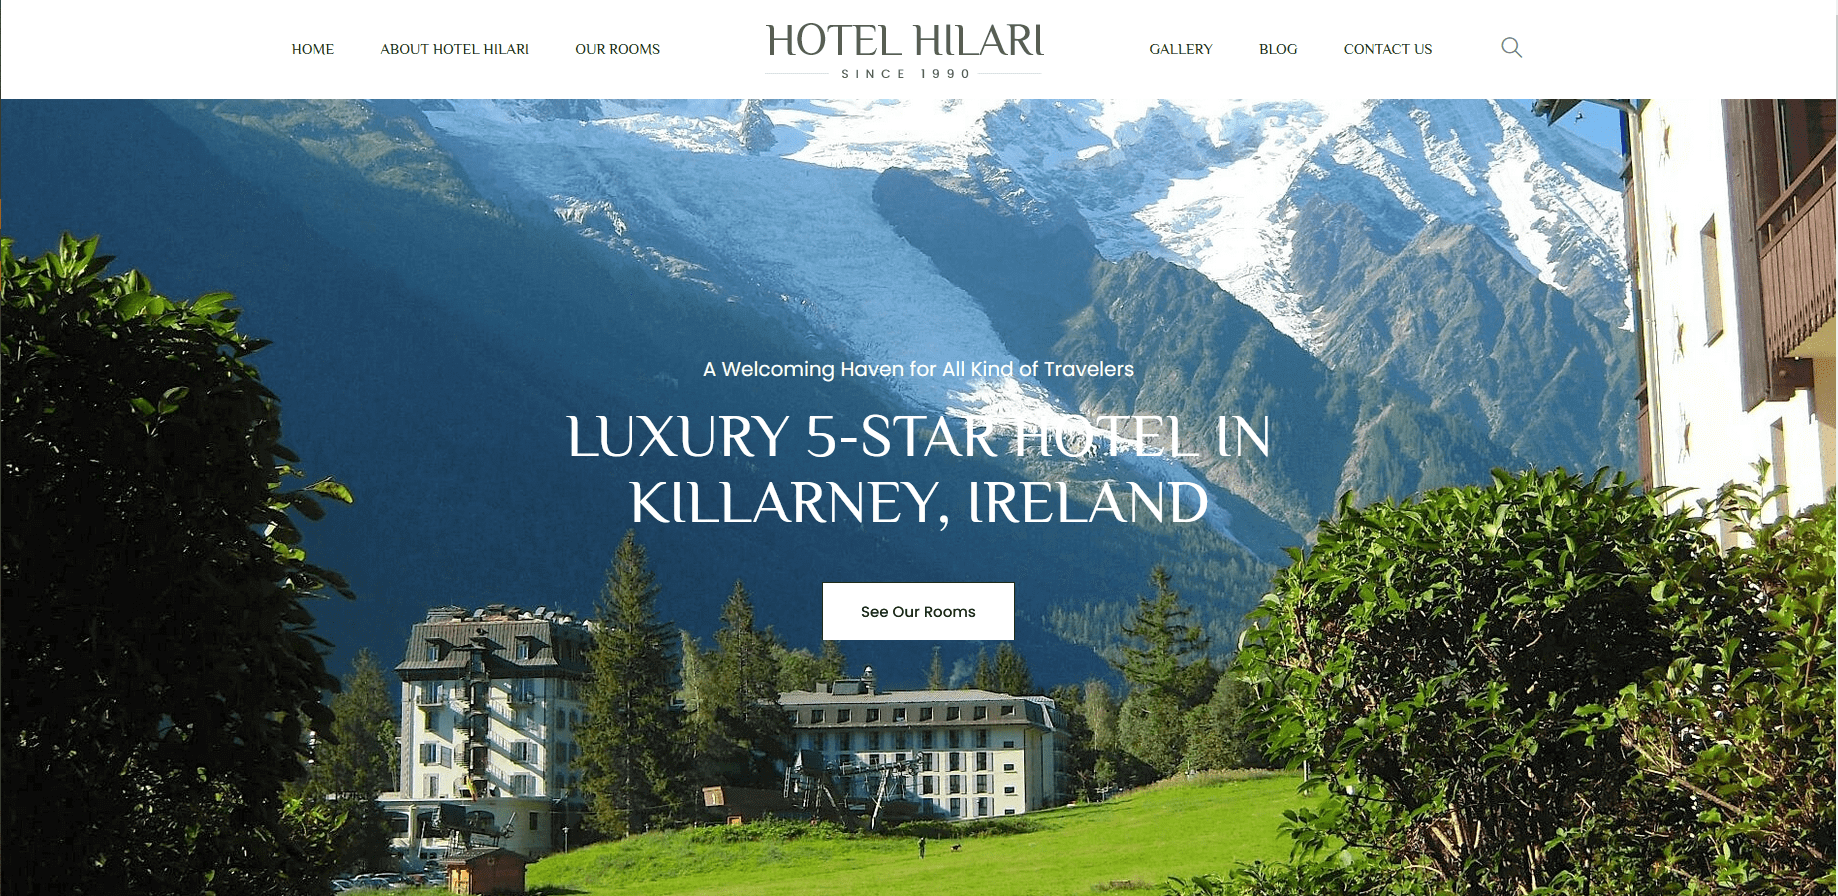 HOME
ABOUT HOTEL HILARI
OUR ROOMS
HOTEL HILARI
SINCE 1990
GALLERY
BLOG
CONTACT US
A Welcoming Haven for All Kind of Travelers
LUXURY 5-STAR HOTEL IN
KILLARNEY, IRELAND
See Our Rooms